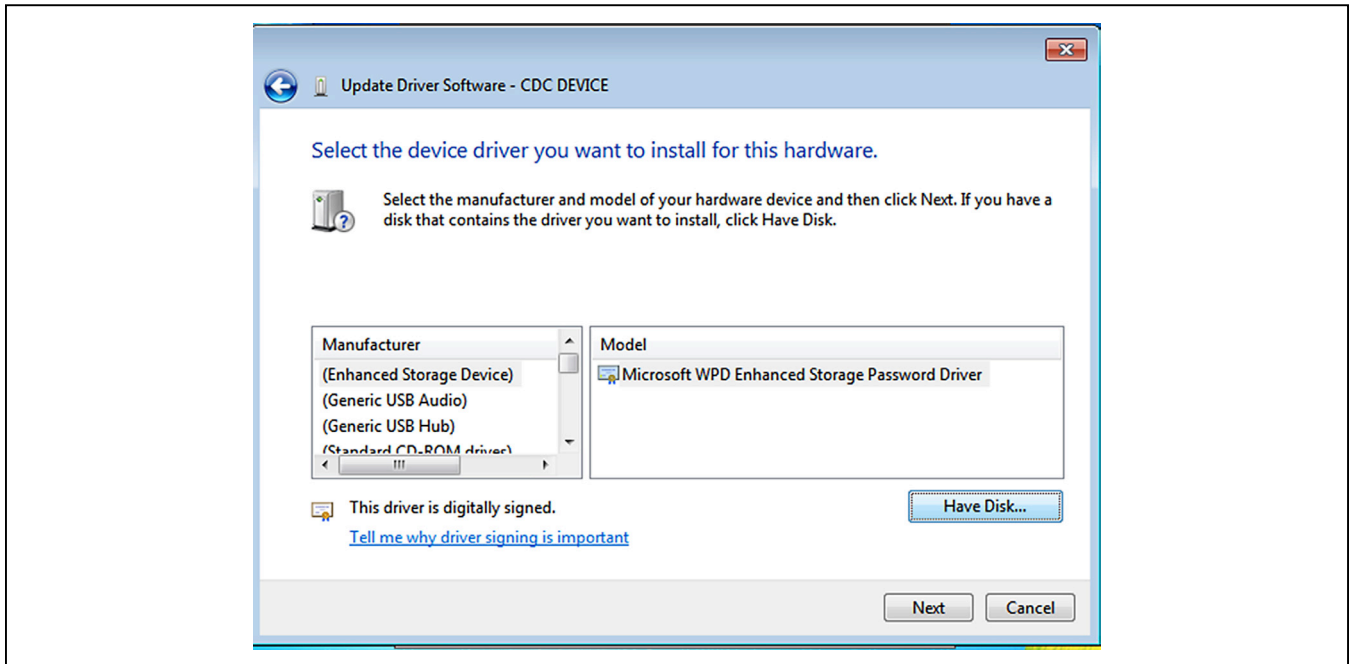 Update Driver Software - CDC DEVICE
Select the device driver you want to install for this hardware.
Select the manufacturer and model of your hardware device and then click Next. If you have a
disk that contains the driver you want to install, click Have Disk.
Manufacturer
(Enhanced Storage Device)
(Generic USB Audio)
(Generic USB Hub)
(Standard CD-ROM drives)
Model
Microsoft WPD Enhanced Storage Password Driver
This driver is digitally signed.
Tell me why driver signing is important
Have Disk...
Next
Cancel